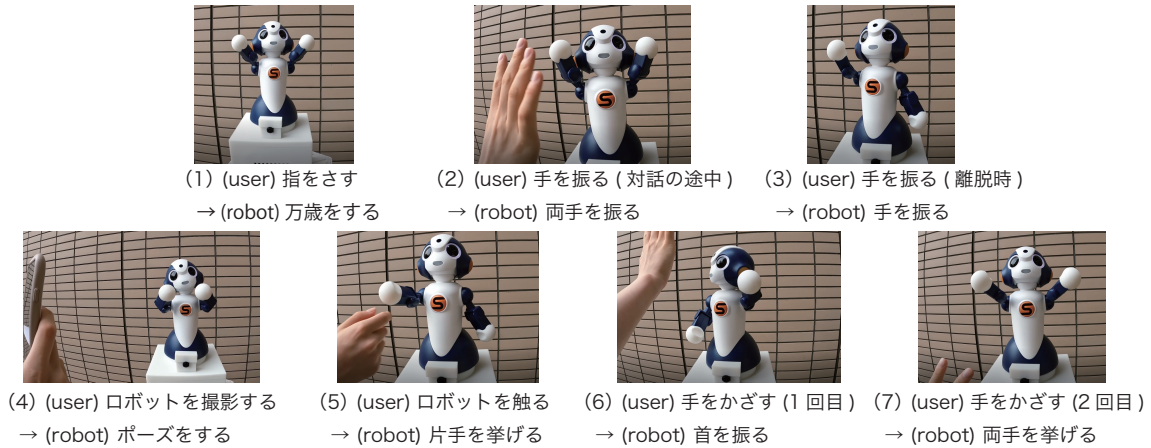 (1) (user) 指をさす
→ (robot) 万歳をする
(2) (user) 手を振る ( 対話の途中 )
→ (robot) 両手を振る
(3) (user) 手を振る ( 離脱時 )
→ (robot) 手を振る
(4) (user) ロボットを撮影する
→ (robot) ポーズをする
(5) (user) ロボットを触る
→ (robot) 片手を挙げる
(6) (user) 手をかざす (1 回目 )
→ (robot) 首を振る
(7) (user) 手をかざす (2 回目 )
→ (robot) 両手を挙げる